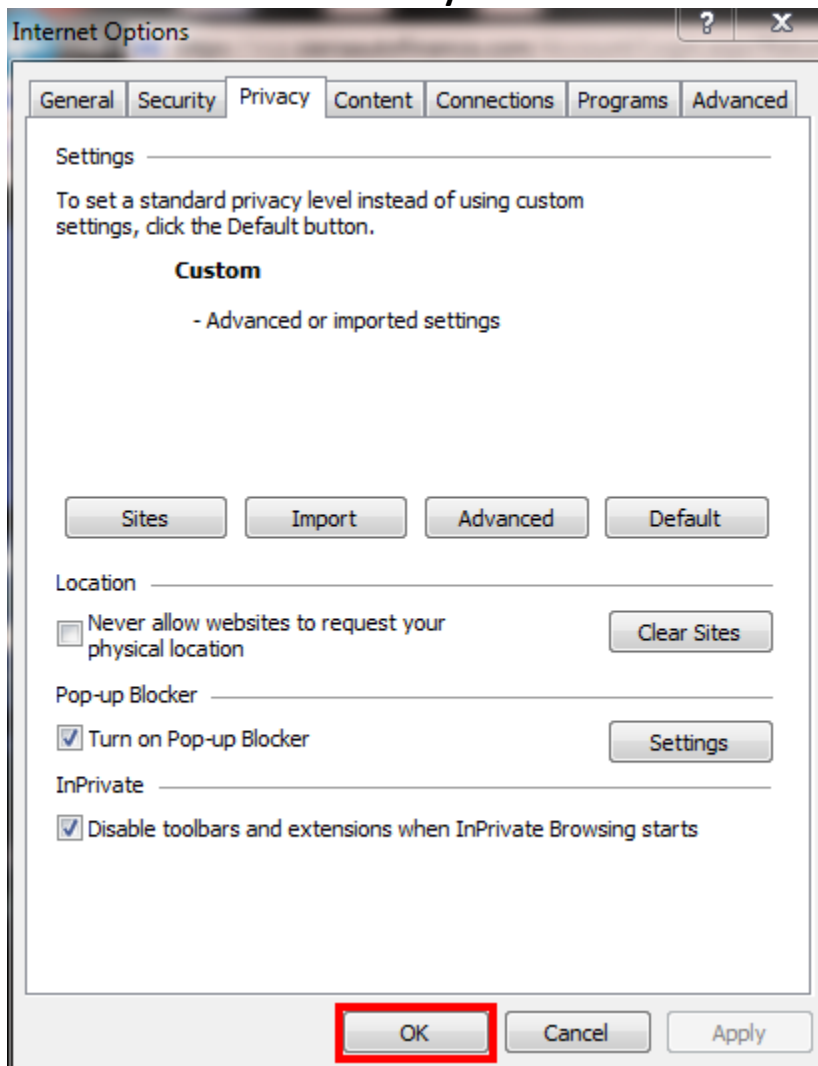 Internet Options
? X
General Security Privacy Content Connections Programs Advanced
Settings
To set a standard privacy level instead of using custom
settings, click the Default button.
Custom
- Advanced or imported settings
Sites Import Advanced Default
Location
Never allow websites to request your
physical location
Clear Sites
Pop-up Blocker
Turn on Pop-up Blocker
Settings
InPrivate
Disable toolbars and extensions when InPrivate Browsing starts
OK Cancel Apply